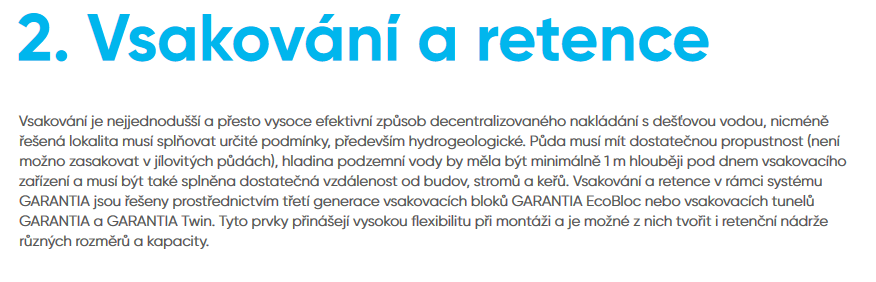 2. Vsakování a retence
Vsakování je nejjednodušší a přesto vysoce efektivní způsob decentralizovaného nakládání s dešťovou vodou, nicméně
řešená lokalita musí splňovat určité podmínky, především hydrogeologické. Půda musí mít dostatečnou propustnost (není
možno zasakovat v jílovitých půdách), hladina podzemní vody by měla být minimálně 1 m hlouběji pod dnem vsakovacího
zařízení a musí být také splněna dostatečná vzdálenost od budov, stromů a keřů. Vsakování a retence v rámci systému
GARANTIA jsou řešeny prostřednictvím třetí generace vsakovacích bloků GARANTIA EcoBloc nebo vsakovacích tunelů
GARANTIA a GARANTIA Twin. Tyto prvky přinášejí vysokou flexibilitu při montáži a je možné z nich tvořit i retenční nádrže
různých rozměrů a kapacity.